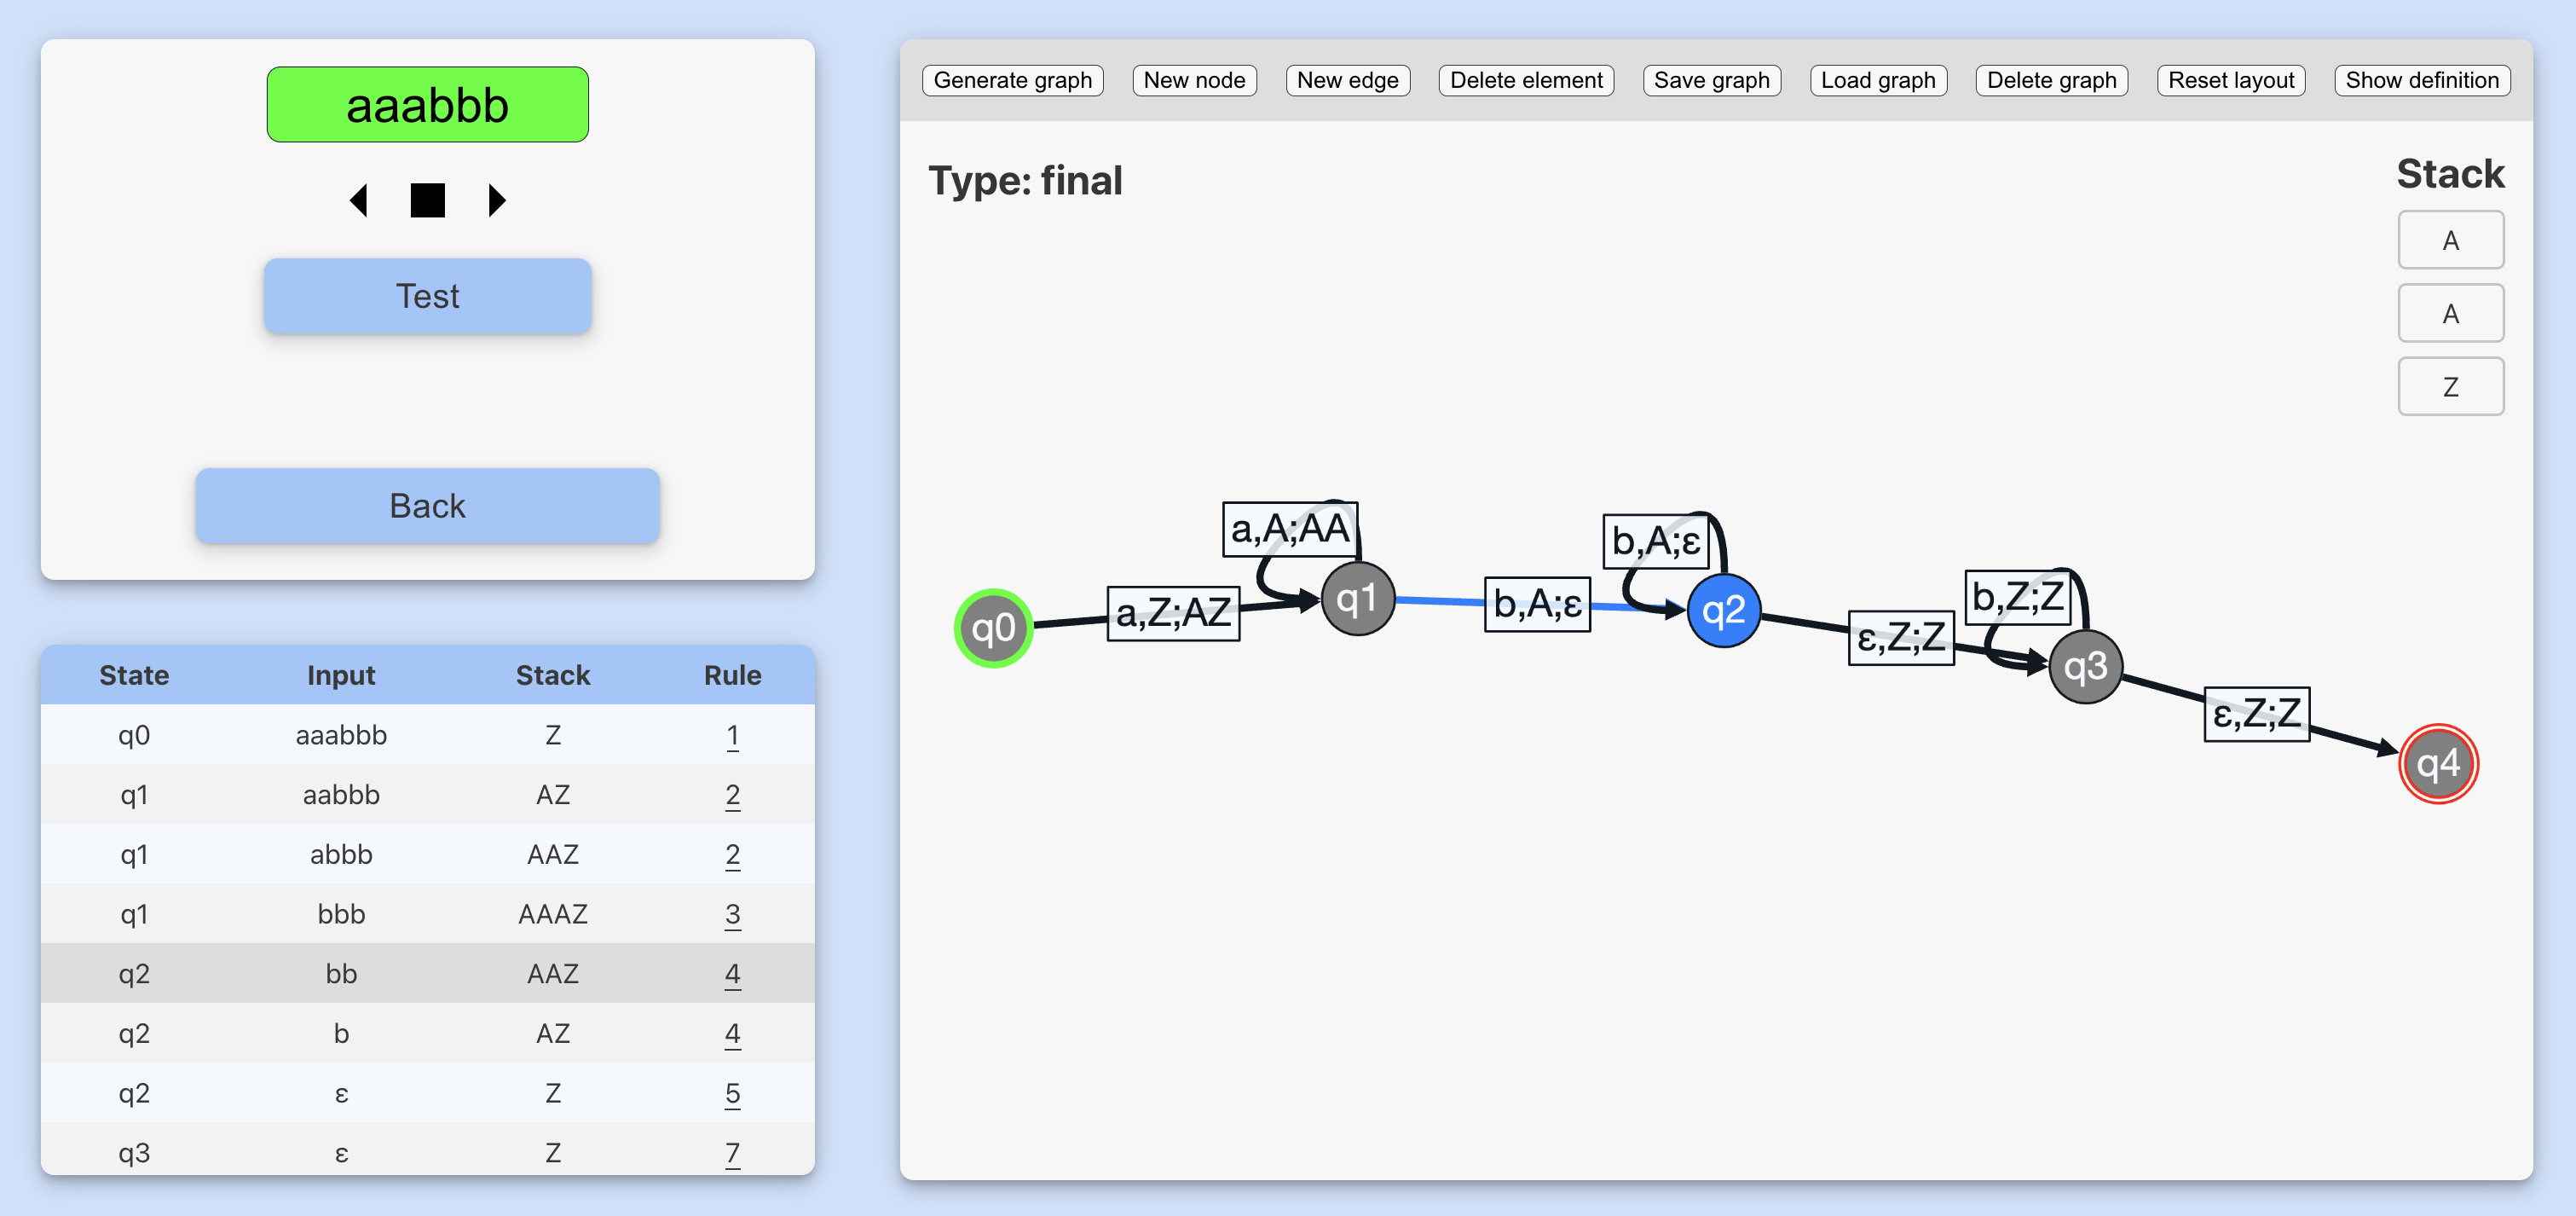 aaabbb
Test
Back
State Input Stack Rule
q0 aaabbb Z 1
q1 aabbb AZ 2
q1 abbb AAZ 2
q1 bbb AAAZ 3
q2 bb AAZ 4
q2 b AZ 4
q2 ε Z 5
q3 ε Z 7
Generate graph New node New edge Delete element Save graph Load graph Delete graph Reset layout Show definition
Type: final
Stack
A
A
Z
a,A;AA
b,A;ε
b,Z;Z
q0
a,Z;AZ
q1
b,A;ε
q2
ε,Z;Z
q3
ε,Z;Z
q4